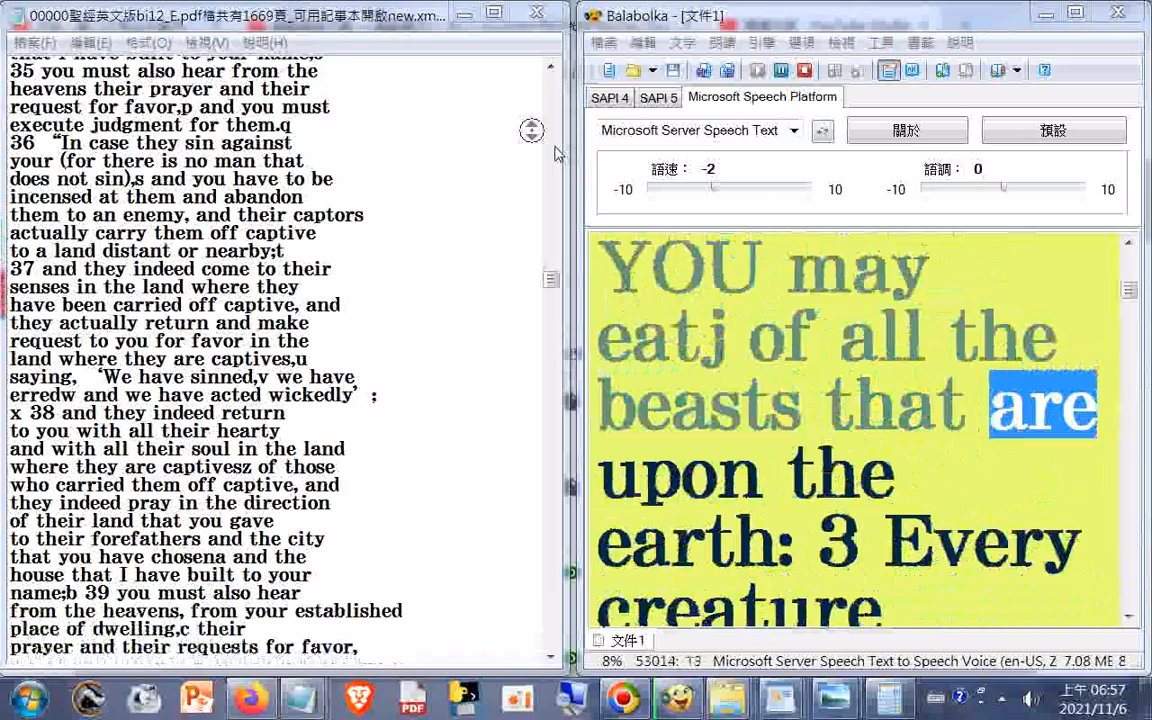 00000聖經英文版bi12_E.pdf檔共有1669頁_可用記事本開啟new.xm...
檔案(F) 編輯(E) 格式(O) 檢視(V) 說明(H)
35 you must also hear from the
heavens their prayer and their
request for favor,p and you must
execute judgment for them.q
36 “In case they sin against
your (for there is no man that
does not sin),s and you have to be
incensed at them and abandon
them to an enemy, and their captors
actually carry them off captive
to a land distant or nearby;t
37 and they indeed come to their
senses in the land where they
have been carried off captive, and
they actually return and make
request to you for favor in the
land where they are captives,u
saying, ‘We have sinned,v we have
erredw and we have acted wickedly’ ;
x 38 and they indeed return
to you with all their hearty
and with all their soul in the land
where they are captivesz of those
who carried them off captive, and
they indeed pray in the direction
of their land that you gave
to their forefathers and the city
that you have chosena and the
house that I have built to your
name;b 39 you must also hear
from the heavens, from your established
place of dwelling,c their
prayer and their requests for favor,
Balabolka - [文件1]
檔案 編輯 文字 朗讀 引擎 選項 檢視 工具 書籤 說明
SAPI 4 SAPI 5 Microsoft Speech Platform
Microsoft Server Speech Text 關於 預設
語速： -2 語調： 0
-10 10 -10 10
YOU may
eatj of all the
beasts that are
upon the
earth: 3 Every
creature
文件1
8% 53014: 13 Microsoft Server Speech Text to Speech Voice (en-US, Z 7.08 MB 8
PDF
上午 06:57
2021/11/6